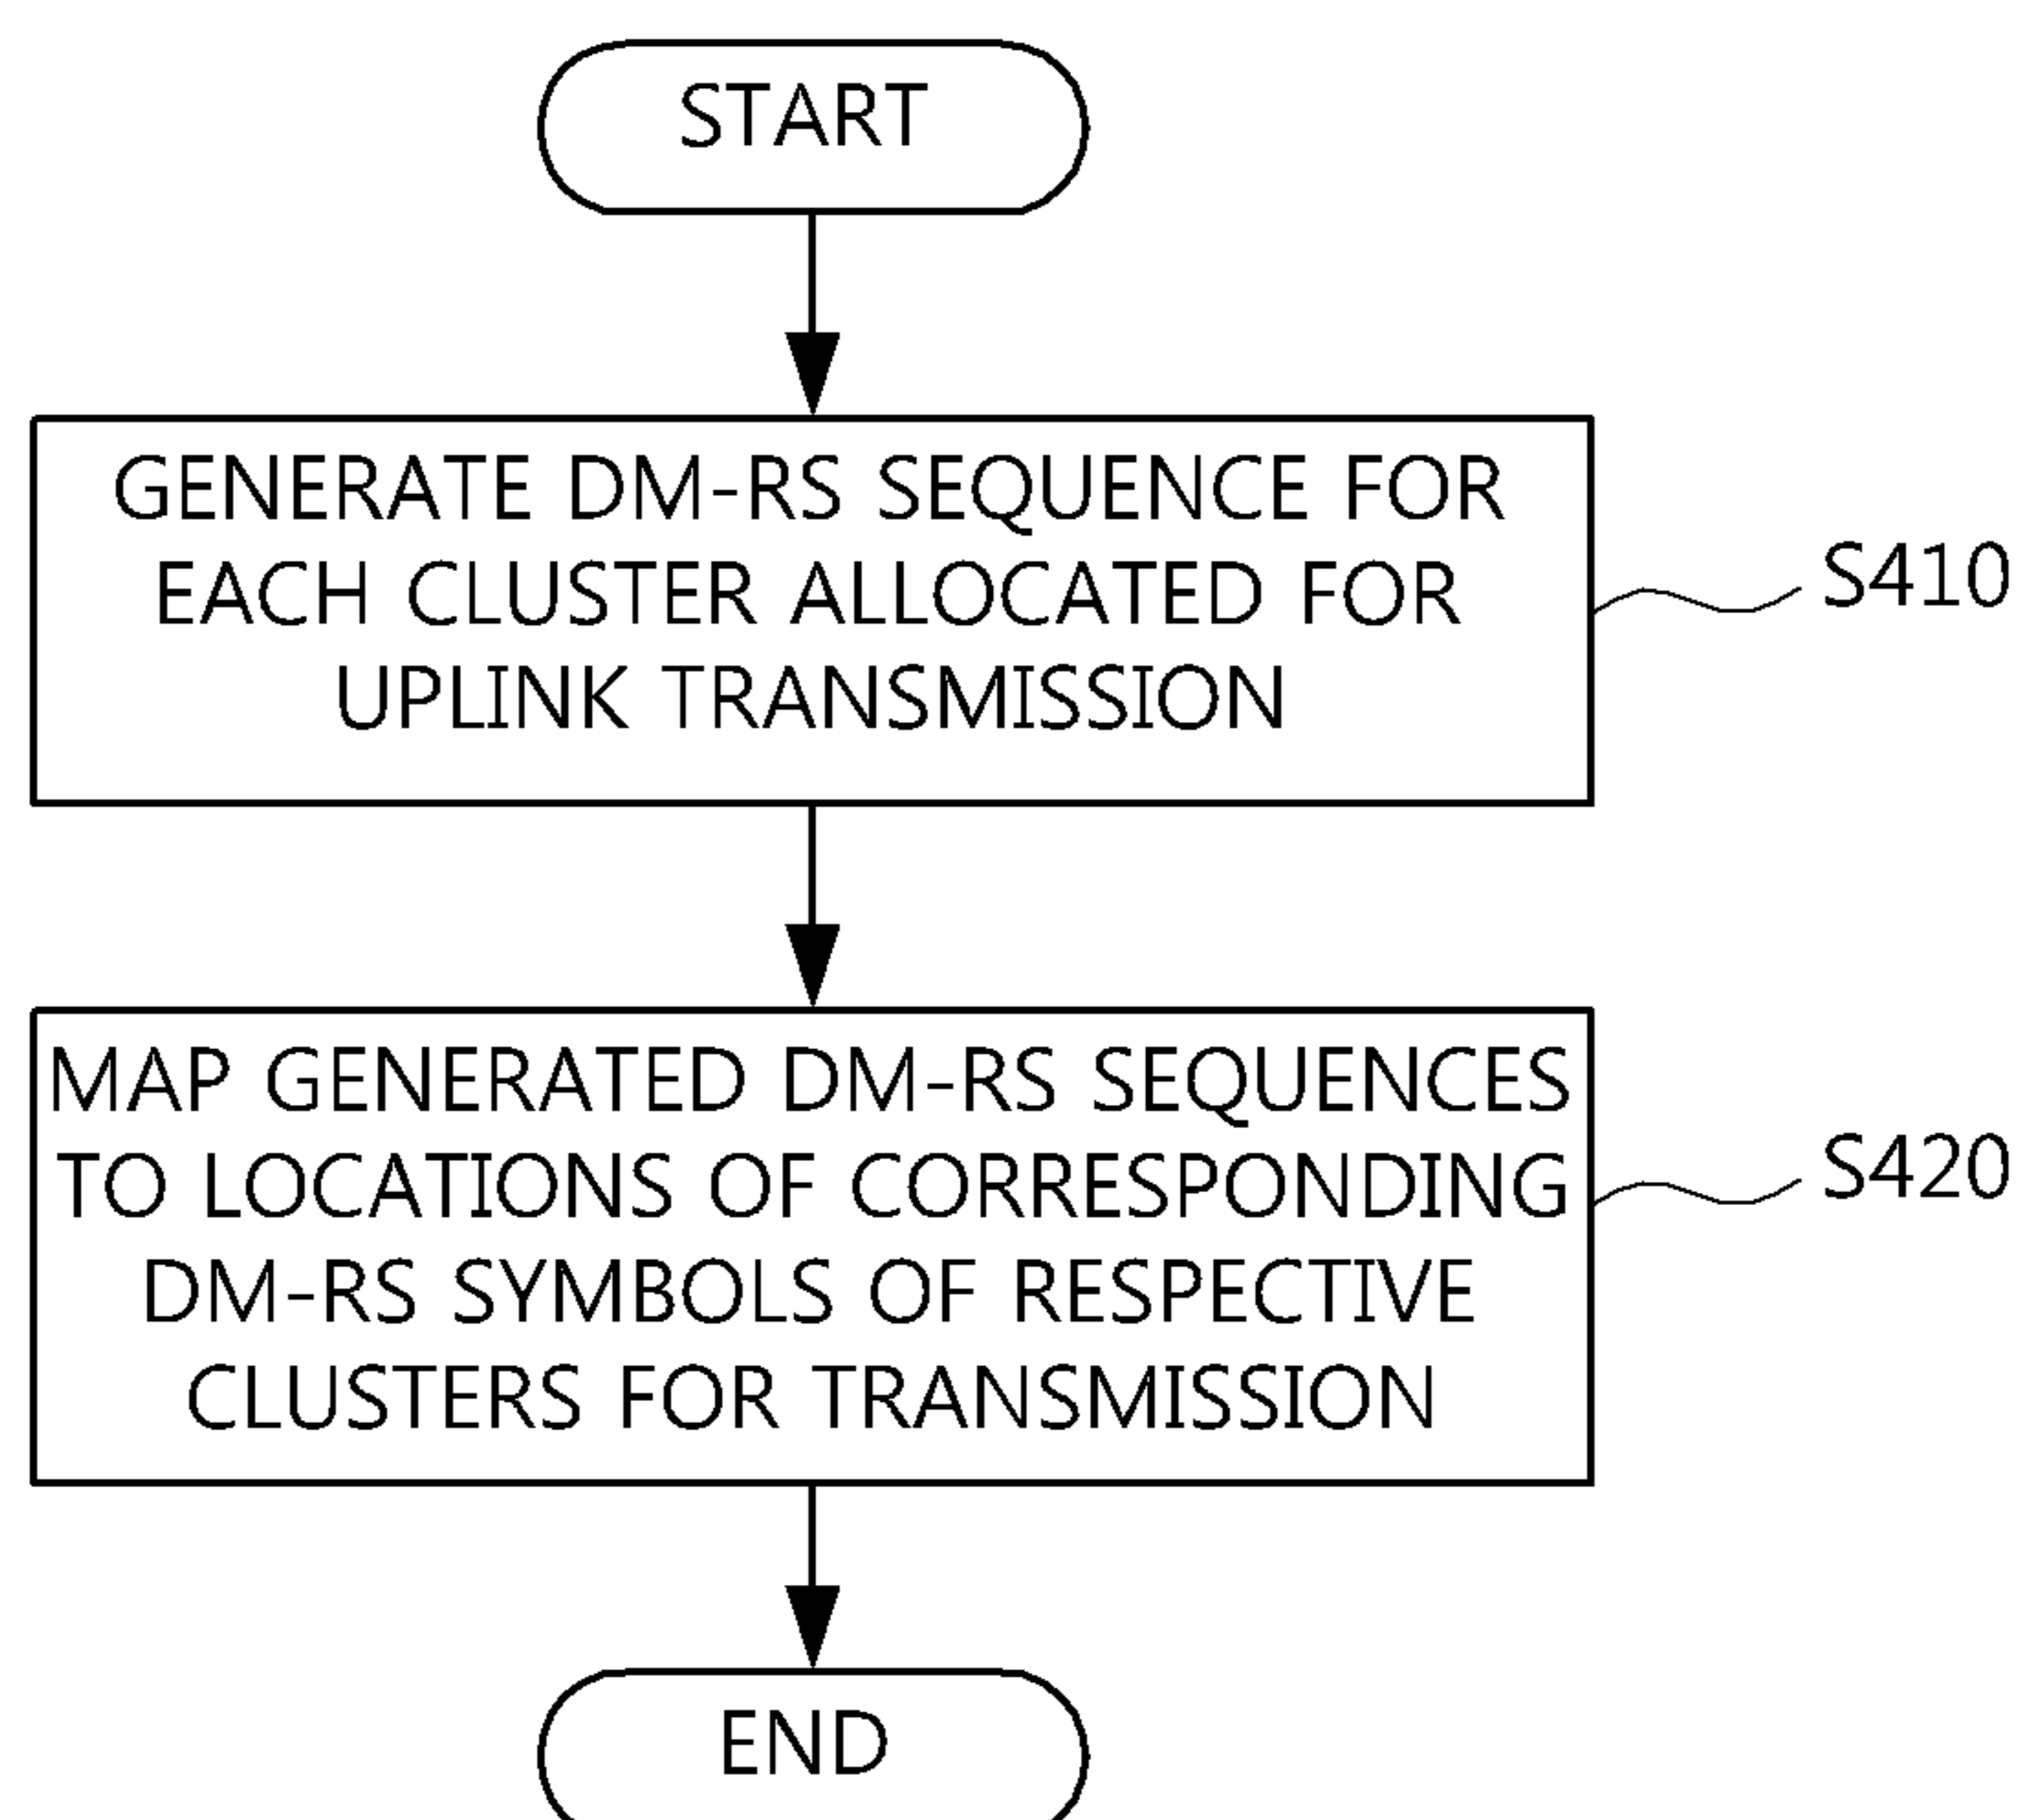 START
GENERATE DM-RS SEQUENCE FOR
EACH CLUSTER ALLOCATED FOR
UPLINK TRANSMISSION
S410
MAP GENERATED DM-RS SEQUENCES
TO LOCATIONS OF CORRESPONDING
DM-RS SYMBOLS OF RESPECTIVE
CLUSTERS FOR TRANSMISSION
S420
END